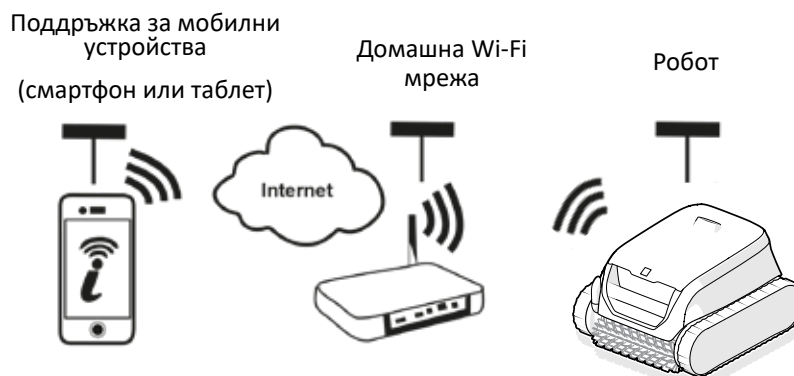 Поддръжка за мобилни
устройства
(смартфон или таблет)
Домашна Wi-Fi
мрежа
Робот
Internet
i